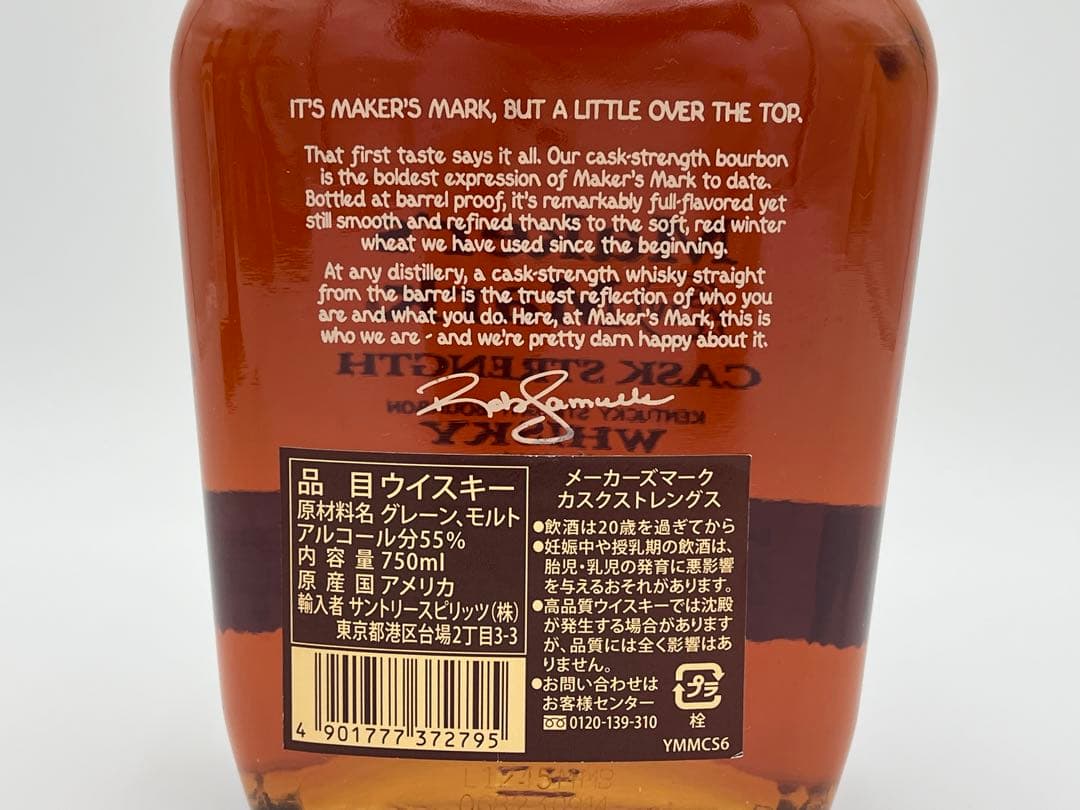 IT'S MAKER'S MARK, BUT A LITTLE OVER THE TOP.
That first taste says it all. Our cask-strength bourbon
is the boldest expression of Maker's Mark to date.
Bottled at barrel proof, it's remarkably full-flavored yet
still smooth and refined thanks to the soft, red winter
wheat we have used since the beginning.
At any distillery, a cask-strength whisky straight
from the barrel is the truest reflection of who you
are and what you do. Here, at Maker's Mark, this is
who we are - and we're pretty darn happy about it.
CASK STRENGTH
Rob Samuels
KENTUCKY STRAIGHT BOURBON
WHISKY
品 目 ウイスキー
原材料名 グレーン、モルト
アルコール分55%
内 容 量 750ml
原 産 国 アメリカ
輸入者 サントリースピリッツ(株)
東京都港区台場2丁目3-3
4 901777 372795
メーカーズマーク
カスクストレングス
●飲酒は20歳を過ぎてから
●妊娠中や授乳期の飲酒は、
胎児・乳児の発育に悪影響
を与えるおそれがあります。
●高品質ウイスキーでは沈殿
が発生する場合があります
が、品質には全く影響はあ
りません。
●お問い合わせは
お客様センター
0120-139-310
プラ
栓
YMMCS6